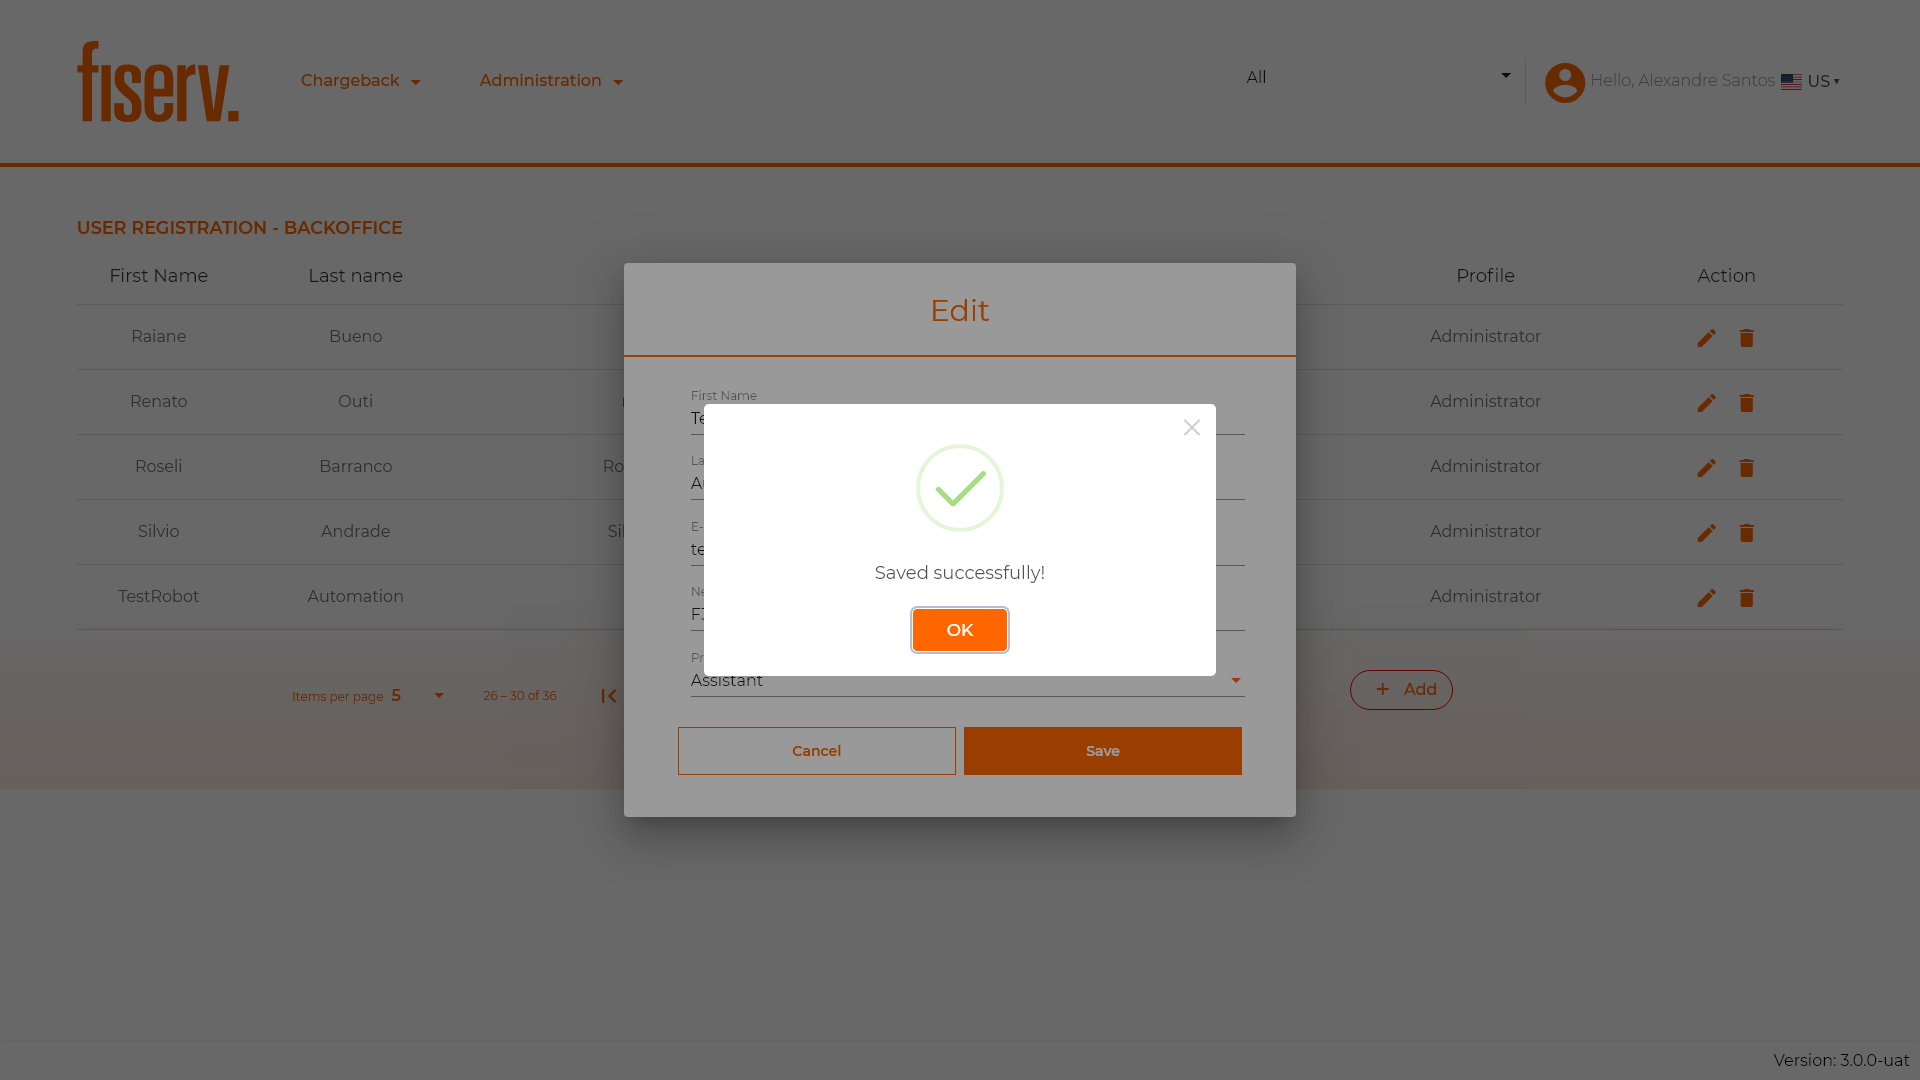 fiserv.
Chargeback
Administration
All
Hello, Alexandre Santos
US
USER REGISTRATION - BACKOFFICE
First Name Last name Profile Action
Raiane Bueno Administrator
Renato Outi Administrator
Roseli Barranco Ro Administrator
Silvio Andrade Administrator
TestRobot Automation Administrator
Items per page 5
26 – 30 of 36
+ Add
Edit
First Name
Te
La
E-
te
Ne
Pr
Assistant
Saved successfully!
OK
Cancel
Save
Version: 3.0.0-uat